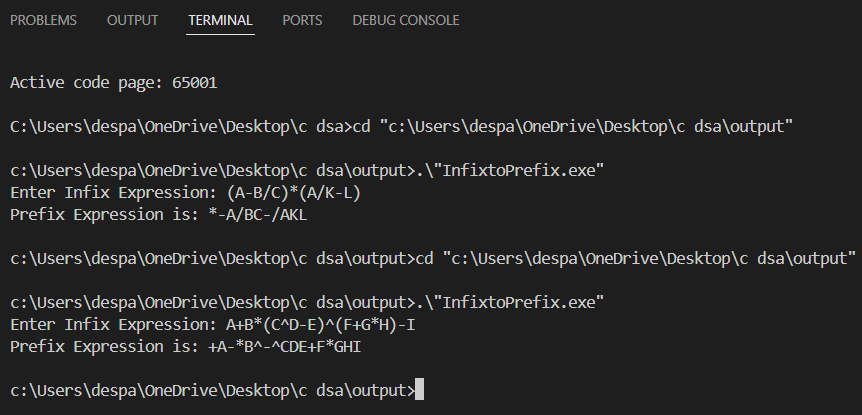 PROBLEMS OUTPUT TERMINAL PORTS DEBUG CONSOLE
Active code page: 65001
C:\Users\despa\OneDrive\Desktop\c dsa>cd "c:\Users\despa\OneDrive\Desktop\c dsa\output"
c:\Users\despa\OneDrive\Desktop\c dsa\output>.\"InfixtoPrefix.exe"
Enter Infix Expression: (A-B/C)*(A/K-L)
Prefix Expression is: *-A/BC-/AKL
c:\Users\despa\OneDrive\Desktop\c dsa\output>cd "c:\Users\despa\OneDrive\Desktop\c dsa\output"
c:\Users\despa\OneDrive\Desktop\c dsa\output>.\"InfixtoPrefix.exe"
Enter Infix Expression: A+B*(C^D-E)^(F+G*H)-I
Prefix Expression is: +A-*B^-^CDE+F*GHI
c:\Users\despa\OneDrive\Desktop\c dsa\output>